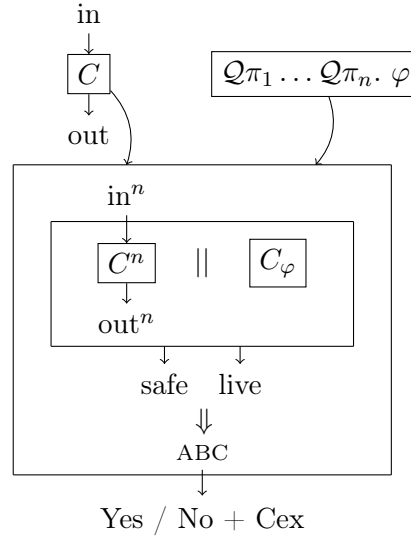 in
C
𝒬π₁ … 𝒬πₙ. φ
out
inⁿ
Cⁿ || C_φ
outⁿ
safe live
⇓
ABC
Yes / No + Cex